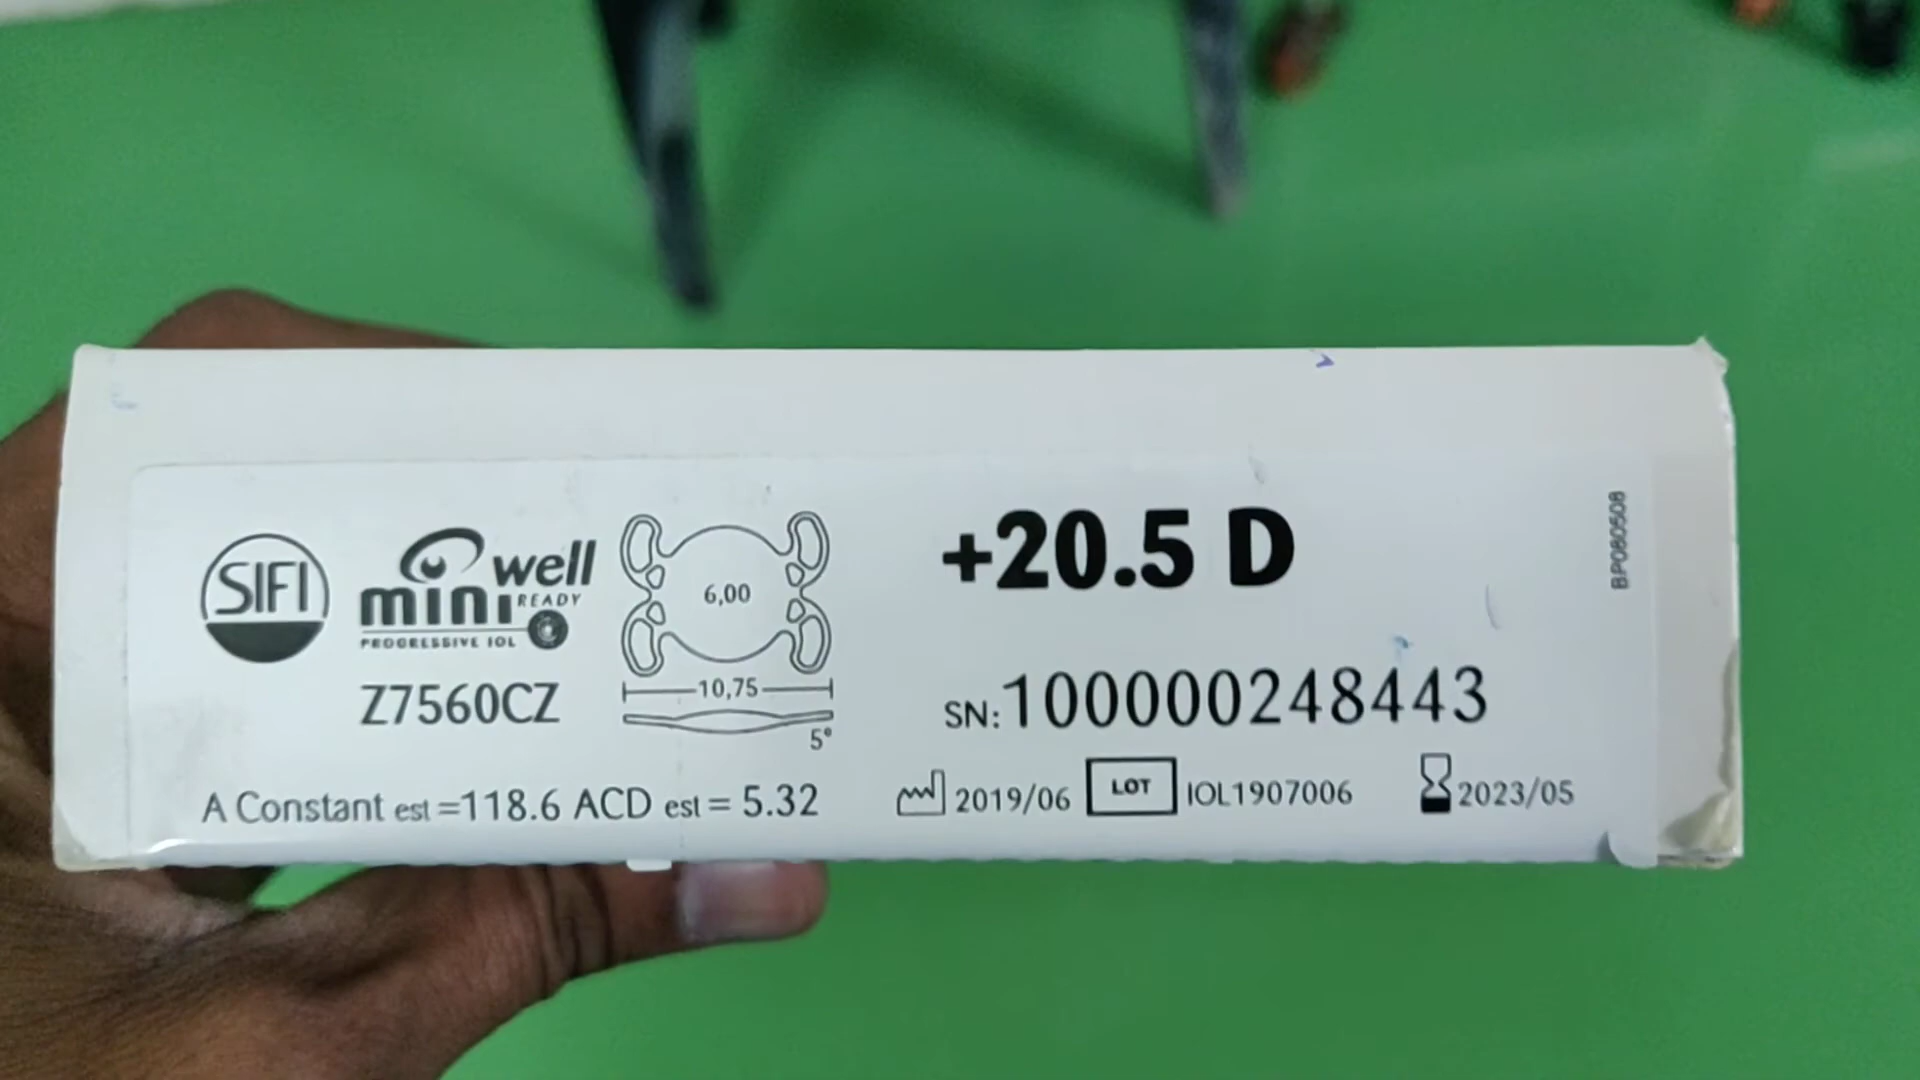 SIFI
mini well
READY
PROGRESSIVE IOL
Z7560CZ
6,00
10,75
5°
A Constant est =118.6 ACD est = 5.32
+20.5 D
SN:100000248443
2019/06 LOT IOL1907006 2023/05
BP080508